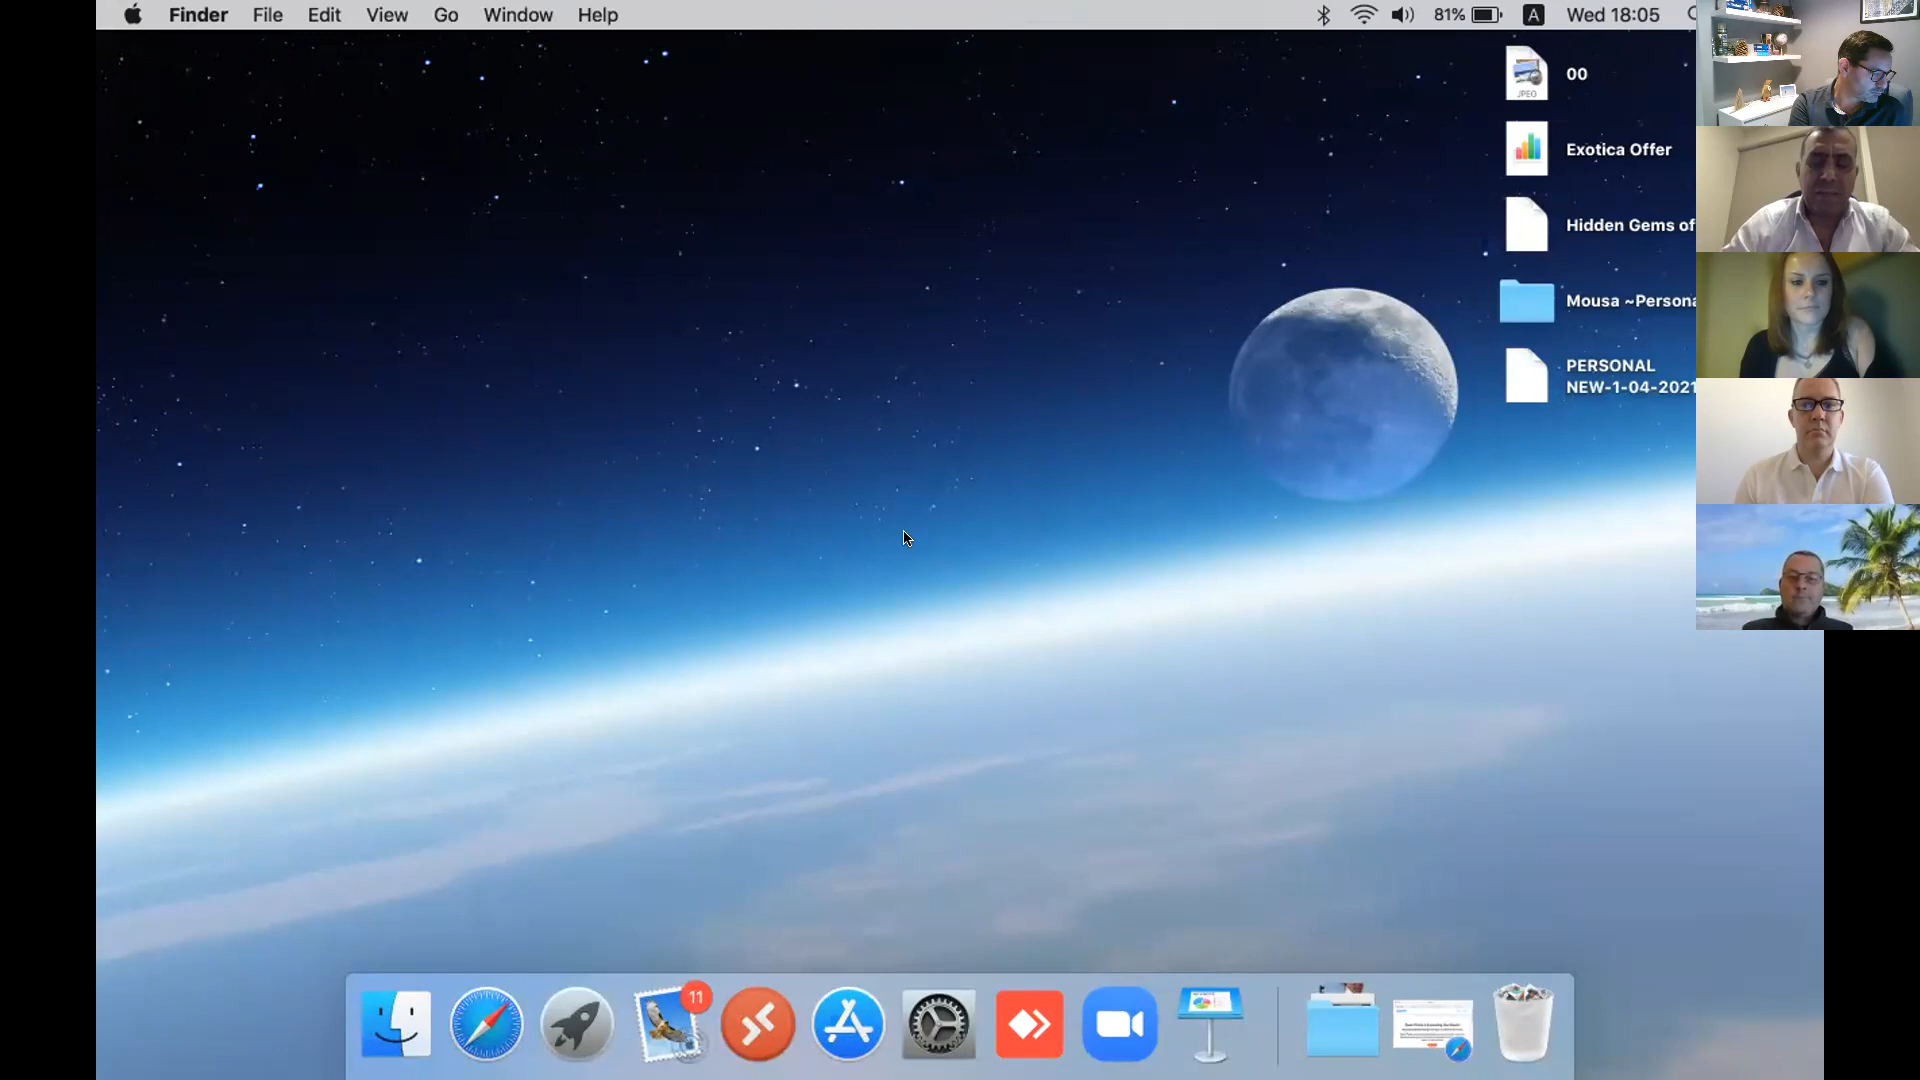 Finder File Edit View Go Window Help 81% A Wed 18:05
JPEG
00
Exotica Offer
Hidden Gems of
Mousa ~Persona
PERSONAL
NEW-1-04-2021
11